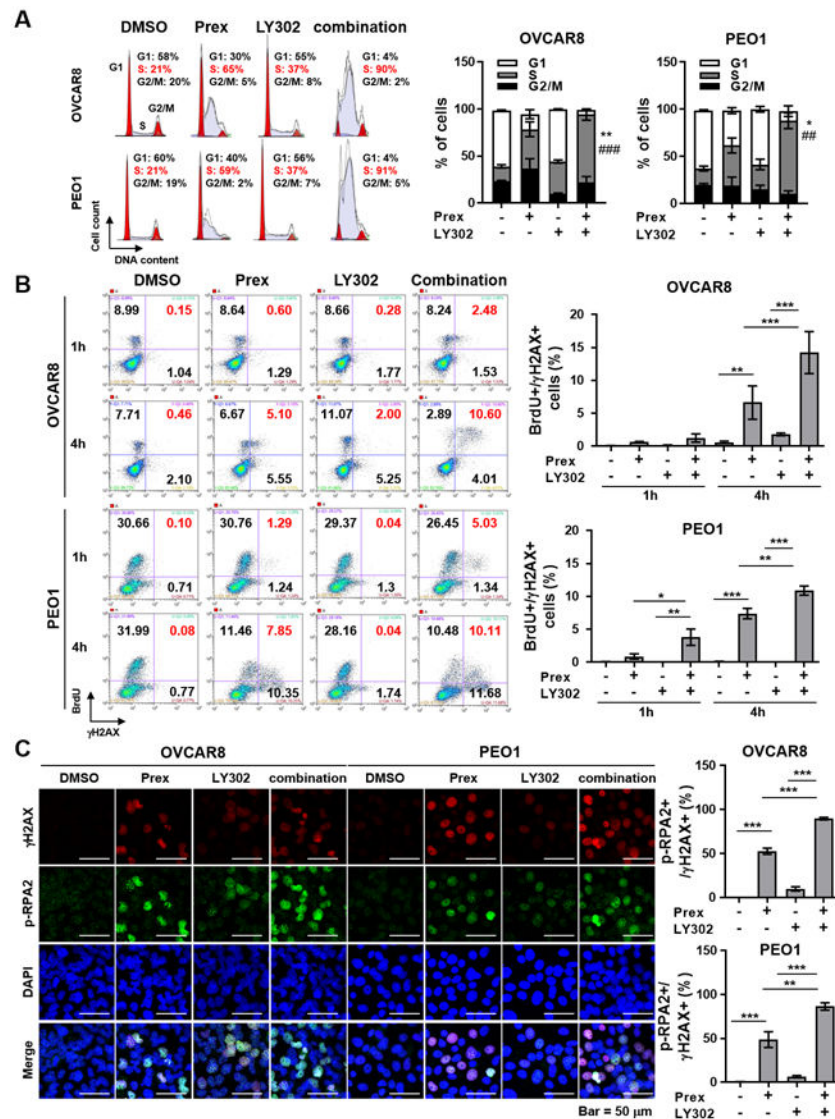 A
DMSO Prex LY302 combination
OVCAR8
G1
G1: 58%
S: 21%
G2/M: 20%
G2/M
S
G1: 30%
S: 65%
G2/M: 5%
G1: 55%
S: 37%
G2/M: 8%
G1: 4%
S: 90%
G2/M: 2%
PEO1
G1: 60%
S: 21%
G2/M: 19%
G1: 40%
S: 59%
G2/M: 2%
G1: 56%
S: 37%
G2/M: 7%
G1: 4%
S: 91%
G2/M: 5%
Cell count
DNA content
OVCAR8
G1
S
G2/M
% of cells
150
100
50
0
**
###
Prex - + - +
LY302 - - + +
PEO1
G1
S
G2/M
% of cells
150
100
50
0
*
##
Prex - + - +
LY302 - - + +
B
DMSO Prex LY302 Combination
OVCAR8
1h
8.99 0.15 8.64 0.60 8.66 0.28 8.24 2.48
1.04 1.29 1.77 1.53
4h
7.71 0.46 6.67 5.10 11.07 2.00 2.89 10.60
2.10 5.55 5.25 4.01
PEO1
1h
30.66 0.10 30.76 1.29 29.37 0.04 26.45 5.03
0.71 1.24 1.3 1.34
4h
31.99 0.08 11.46 7.85 28.16 0.04 10.48 10.11
0.77 10.35 1.74 11.68
BrdU
γH2AX
OVCAR8
BrdU+/γH2AX+
cells (%)
20
15
10
5
0
**
***
***
Prex - + - + - + - +
LY302 - - + + - - + +
1h 4h
PEO1
BrdU+/γH2AX+
cells (%)
20
15
10
5
0
*
**
***
**
***
Prex - + - + - + - +
LY302 - - + + - - + +
1h 4h
C
OVCAR8 PEO1
DMSO Prex LY302 combination DMSO Prex LY302 combination
γH2AX
p-RPA2
DAPI
Merge
Bar = 50 μm
OVCAR8
p-RPA2+
/γH2AX+ (%)
150
100
50
0
***
***
***
Prex - + - +
LY302 - - + +
PEO1
p-RPA2+/
γH2AX+ (%)
150
100
50
0
***
**
***
Prex - + - +
LY302 - - + +